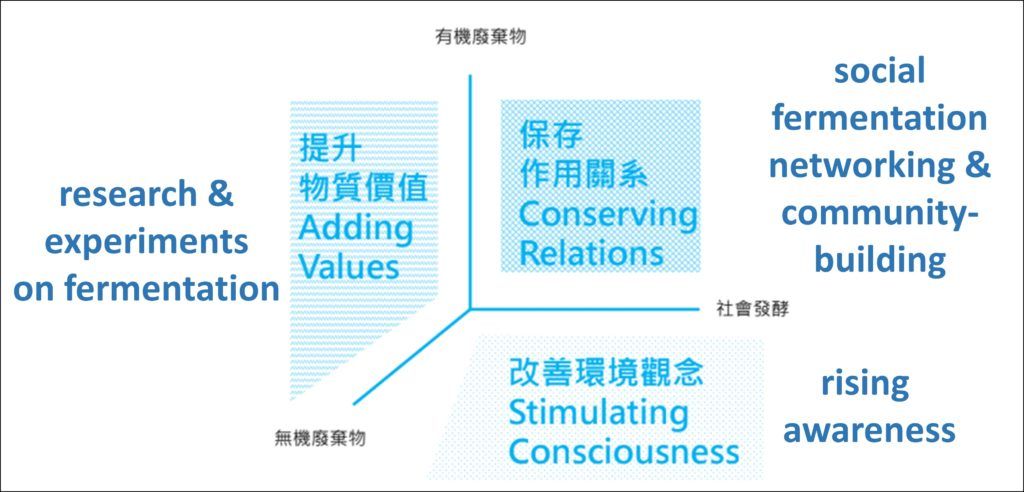 有機廢棄物
research &
experiments
on fermentation
提升
物質價值
Adding
Values
保存
作用關系
Conserving
Relations
social
fermentation
networking &
community-
building
社會發酵
無機廢棄物
改善環境觀念
Stimulating
Consciousness
rising
awareness